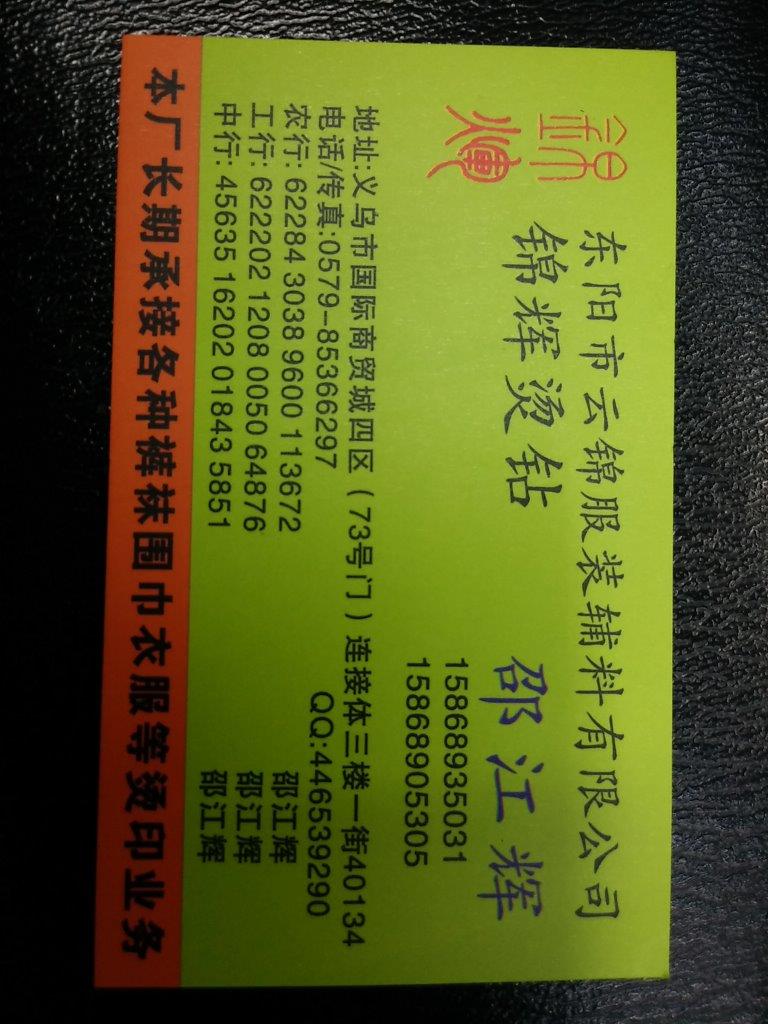 东阳市云锦服装辅料有限公司
锦辉烫钻
邵江辉
15868935031
15868905305
地址:义乌市国际商贸城四区（73号门）连接体三楼一街40134
电话/传真:0579-85366297 QQ:446539290
农行: 62284 3038 9600 113672 邵江辉
工行: 622202 1208 0050 64876 邵江辉
中行: 45635 16202 01843 5851 邵江辉
本厂长期承接各种裤袜围巾衣服等烫印业务